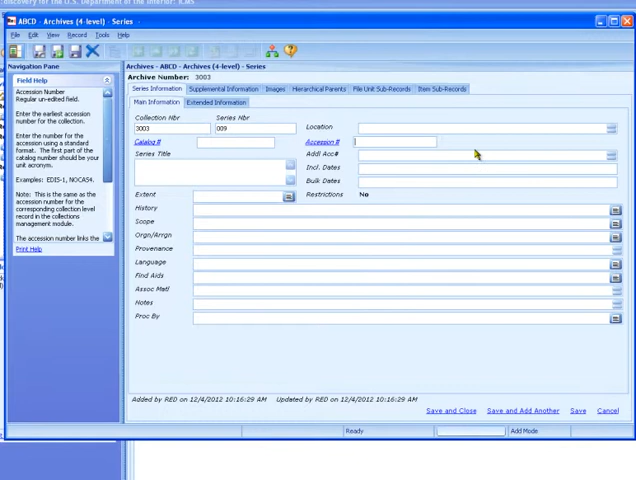 discovery for the U.S. Department of the Interior: ICMS
ABCD - Archives (4-level) - Series
File Edit View Record Tools Help
Navigation Pane
Field Help
Accession Number
Regular un-edited field.
Enter the earliest accession
number for the collection.
Enter the number for the
accession using a standard
format. The first part of the
catalog number should be your
unit acronym.
Examples: EDIS-1, NOCA54.
Note: This is the same as
the accession number for the
corresponding collection level
record in the collections
management module.
The accession number links the
Print Help
Archives - ABCD - Archives (4-level) - Series
Archive Number: 3003
Series Information Supplemental Information Images Hierarchical Parents File Unit Sub-Records Item Sub-Records
Main Information Extended Information
Collection Nbr Series Nbr
3003 009 Location
Catalog # Accession #
Series Title Addl Acc#
Incl. Dates
Bulk Dates
Extent Restrictions No
History
Scope
Orgn/Arrgn
Provenance
Language
Find Aids
Assoc Matl
Notes
Proc By
Added by RED on 12/4/2012 10:16:29 AM Updated by RED on 12/4/2012 10:16:29 AM
Save and Close Save and Add Another Save Cancel
Ready Add Mode